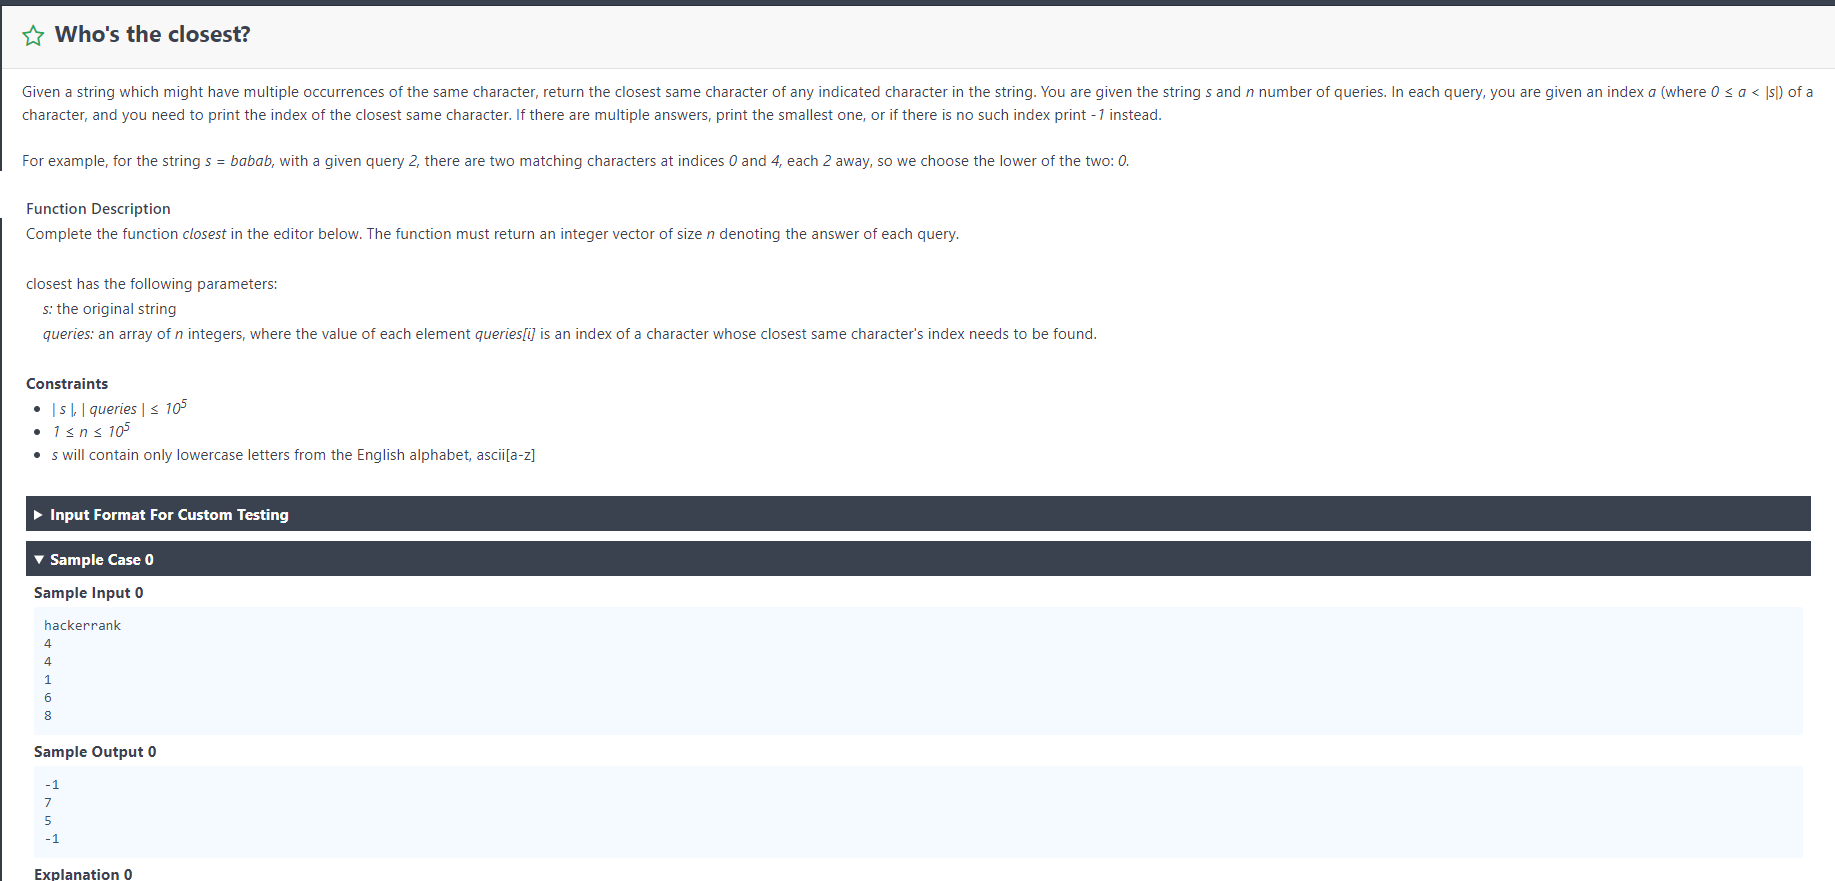 Who's the closest?
Given a string which might have multiple occurrences of the same character, return the closest same character of any indicated character in the string. You are given the string s and n number of queries. In each query, you are given an index a (where 0 ≤ a < |s|) of a
character, and you need to print the index of the closest same character. If there are multiple answers, print the smallest one, or if there is no such index print -1 instead.
For example, for the string s = babab, with a given query 2, there are two matching characters at indices 0 and 4, each 2 away, so we choose the lower of the two: 0.
Function Description
Complete the function closest in the editor below. The function must return an integer vector of size n denoting the answer of each query.
closest has the following parameters:
s: the original string
queries: an array of n integers, where the value of each element queries[i] is an index of a character whose closest same character's index needs to be found.
Constraints
• | s |, | queries | ≤ 10⁵
• 1 ≤ n ≤ 10⁵
• s will contain only lowercase letters from the English alphabet, ascii[a-z]
▶ Input Format For Custom Testing
▼ Sample Case 0
Sample Input 0
hackerrank
4
4
1
6
8
Sample Output 0
-1
7
5
-1
Explanation 0